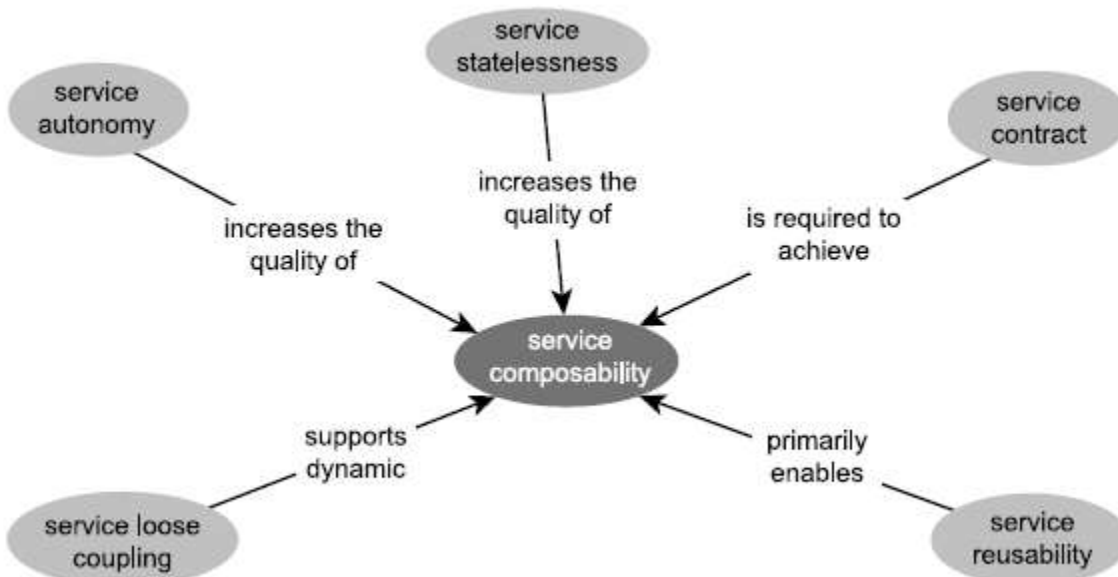 service
statelessness
service
autonomy
service
contract
increases the
quality of
increases the
quality of
is required to
achieve
service
composability
supports
dynamic
primarily
enables
service loose
coupling
service
reusability